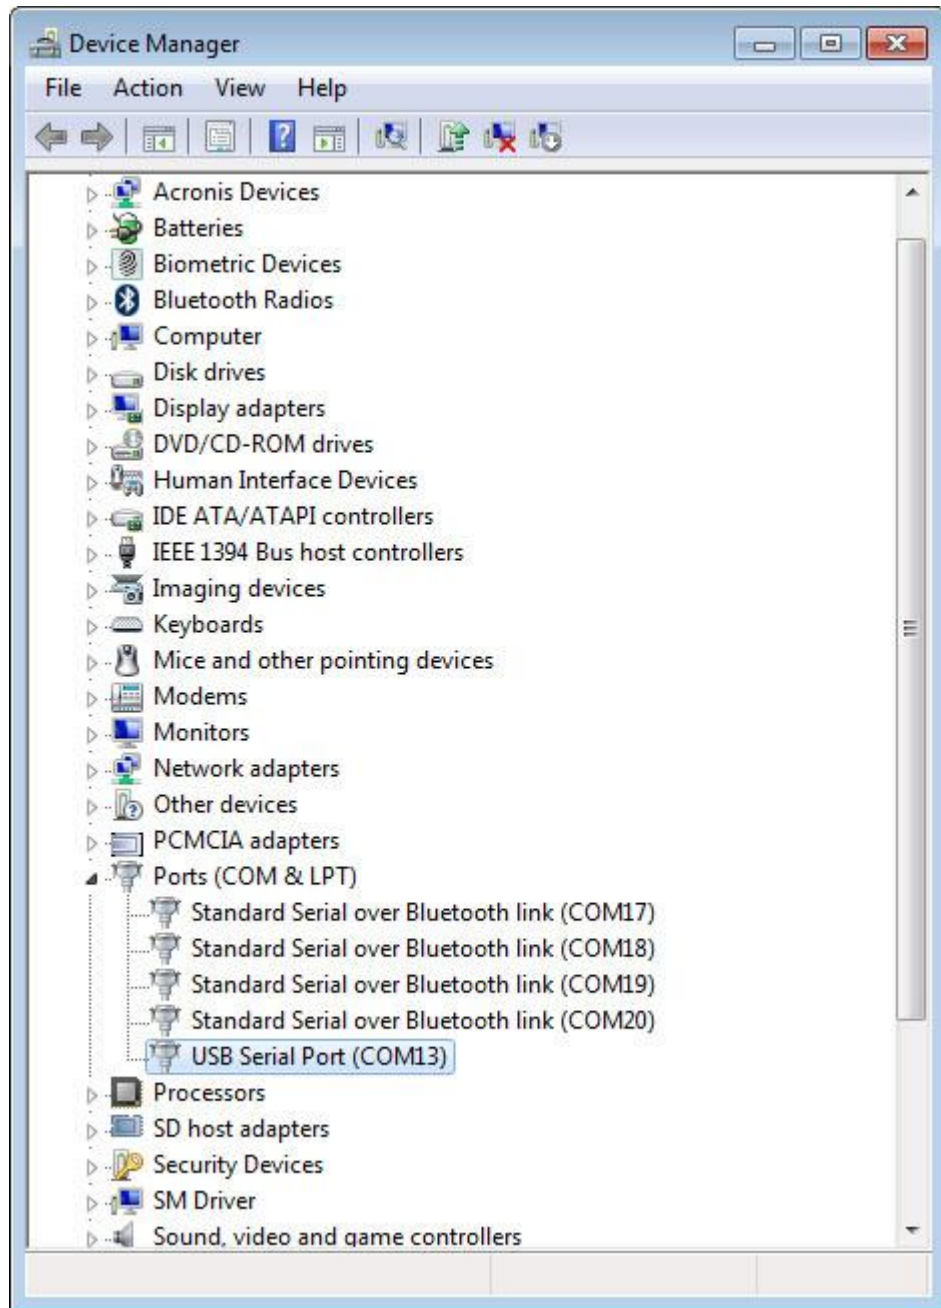 Device Manager
File Action View Help
Acronis Devices
Batteries
Biometric Devices
Bluetooth Radios
Computer
Disk drives
Display adapters
DVD/CD-ROM drives
Human Interface Devices
IDE ATA/ATAPI controllers
IEEE 1394 Bus host controllers
Imaging devices
Keyboards
Mice and other pointing devices
Modems
Monitors
Network adapters
Other devices
PCMCIA adapters
Ports (COM & LPT)
Standard Serial over Bluetooth link (COM17)
Standard Serial over Bluetooth link (COM18)
Standard Serial over Bluetooth link (COM19)
Standard Serial over Bluetooth link (COM20)
USB Serial Port (COM13)
Processors
SD host adapters
Security Devices
SM Driver
Sound, video and game controllers